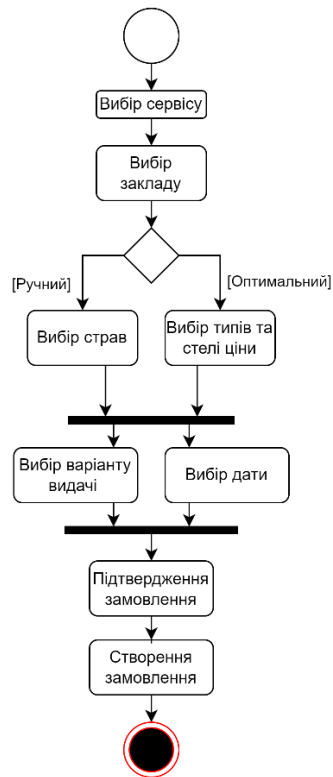 Вибір сервісу
Вибір
закладу
[Ручний]
[Оптимальний]
Вибір страв
Вибір типів та
стелі ціни
Вибір варіанту
видачі
Вибір дати
Підтвердження
замовлення
Створення
замовлення